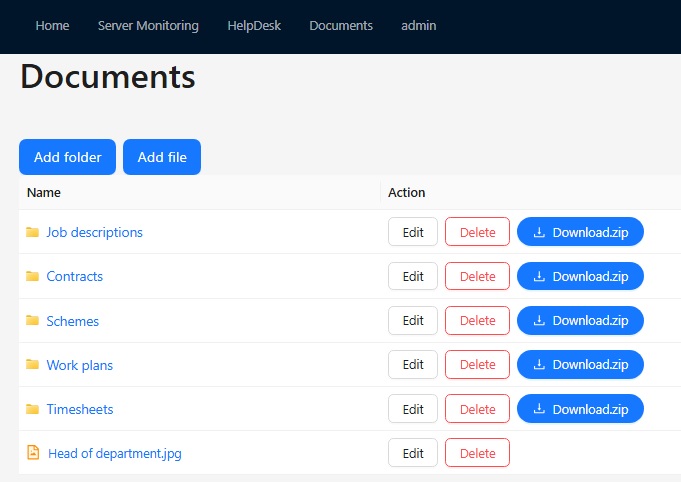 Home Server Monitoring HelpDesk Documents admin
Documents
Add folder Add file
Name Action
Job descriptions Edit Delete Download.zip
Contracts Edit Delete Download.zip
Schemes Edit Delete Download.zip
Work plans Edit Delete Download.zip
Timesheets Edit Delete Download.zip
Head of department.jpg Edit Delete